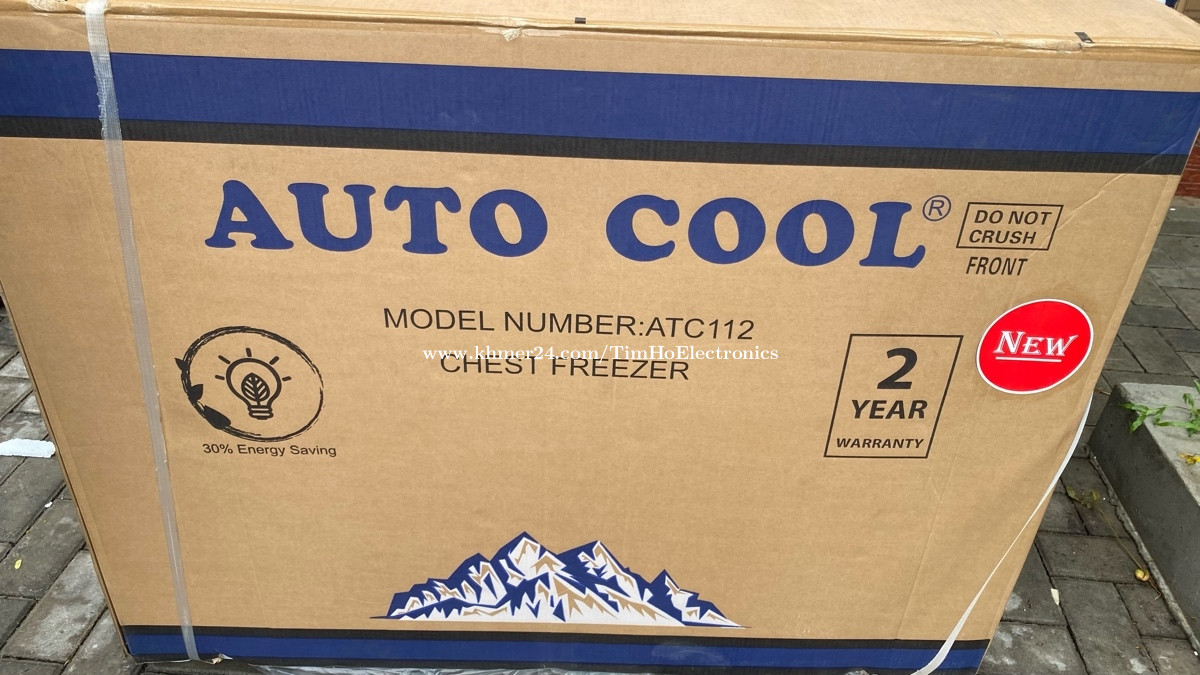 AUTO COOL®
DO NOT
CRUSH
FRONT
MODEL NUMBER:ATC112
www.khmer24.com/TimHoElectronics
CHEST FREEZER
NEW
2
YEAR
WARRANTY
30% Energy Saving